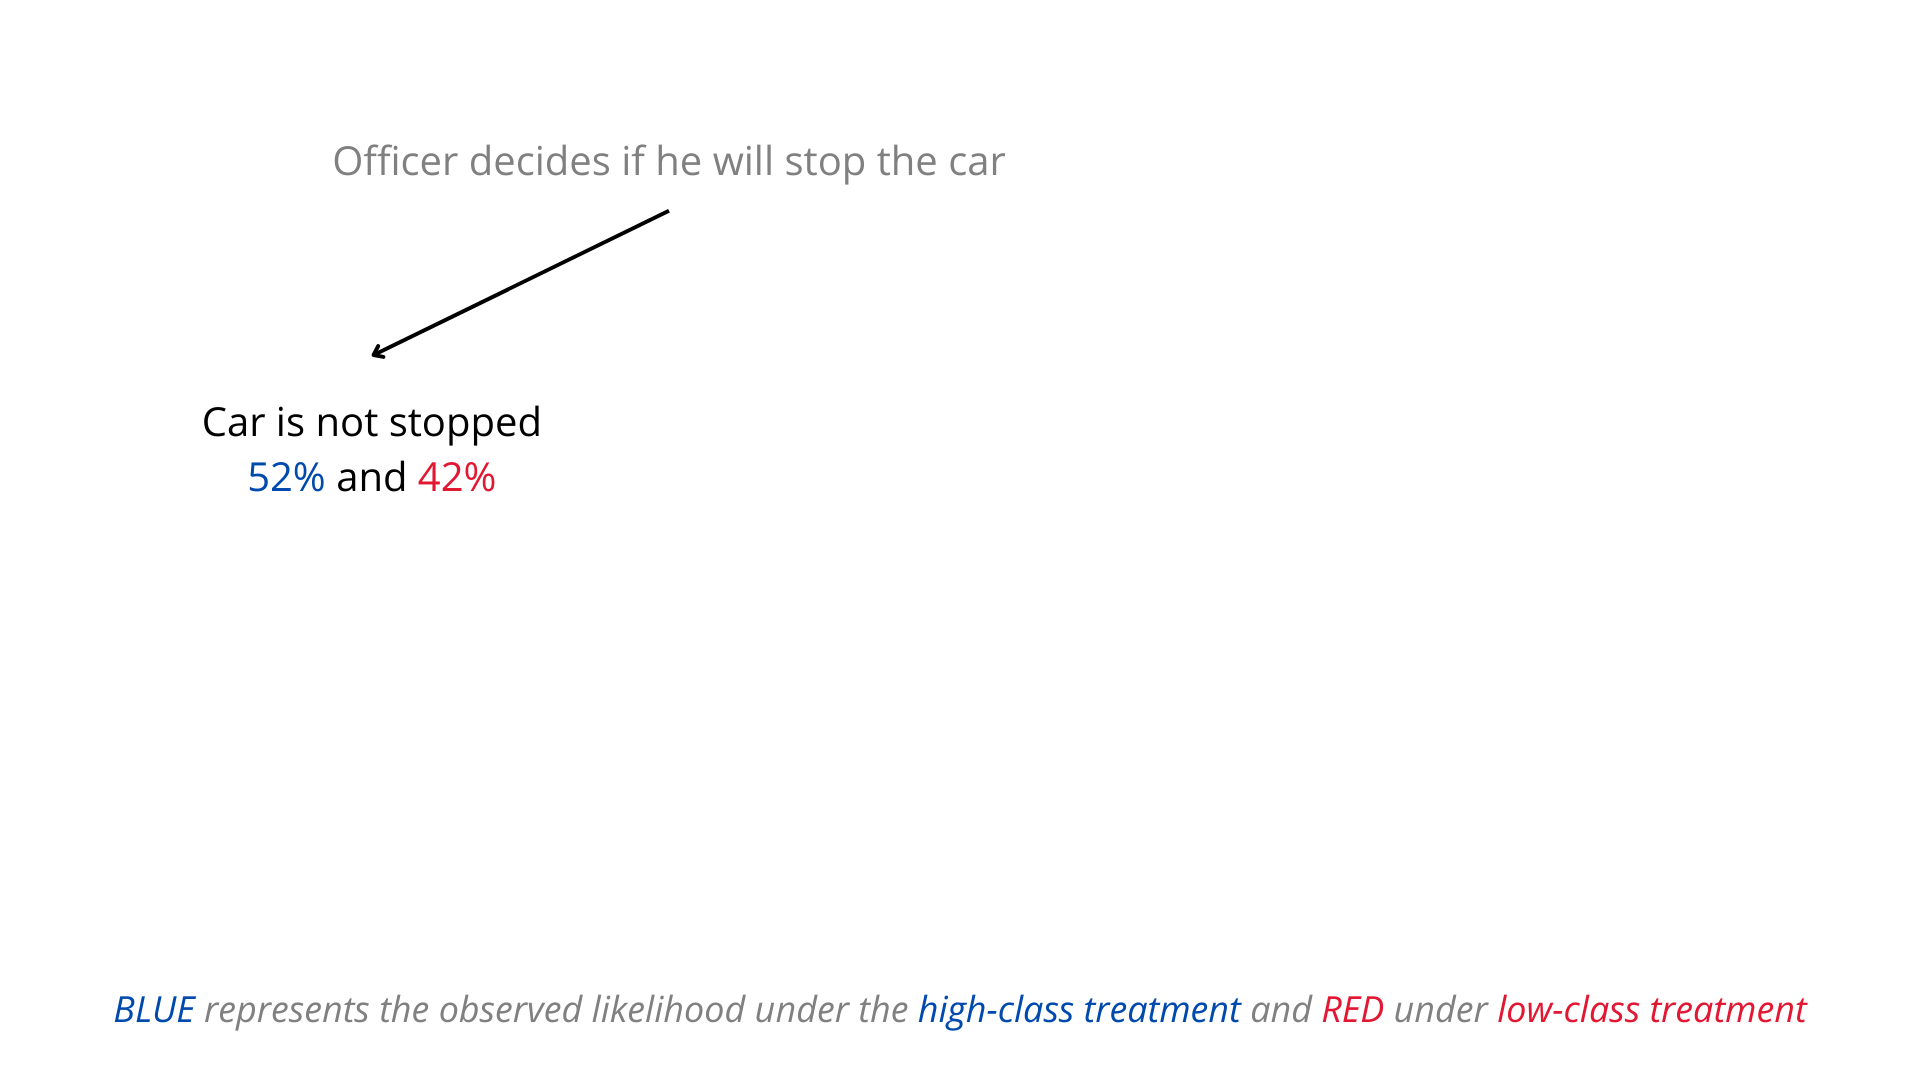 Officer decides if he will stop the car
Car is not stopped
52% and 42%
BLUE represents the observed likelihood under the high-class treatment and RED under low-class treatment